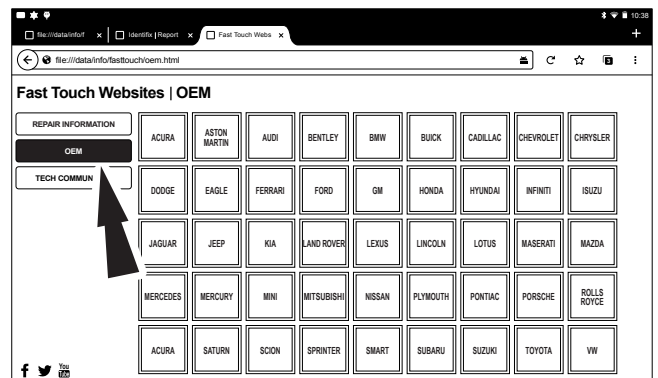 10:38
file:///data/info/f x
Identifix | Report x
Fast Touch Webs x
+
file:///data/info/fasttouch/oem.html
3
Fast Touch Websites | OEM
REPAIR INFORMATION
OEM
TECH COMMUN
ACURA
ASTON
MARTIN
AUDI
BENTLEY
BMW
BUICK
CADILLAC
CHEVROLET
CHRYSLER
DODGE
EAGLE
FERRARI
FORD
GM
HONDA
HYUNDAI
INFINITI
ISUZU
JAGUAR
JEEP
KIA
LAND ROVER
LEXUS
LINCOLN
LOTUS
MASERATI
MAZDA
MERCEDES
MERCURY
MINI
MITSUBISHI
NISSAN
PLYMOUTH
PONTIAC
PORSCHE
ROLLS
ROYCE
ACURA
SATURN
SCION
SPRINTER
SMART
SUBARU
SUZUKI
TOYOTA
VW
f
You
Tube